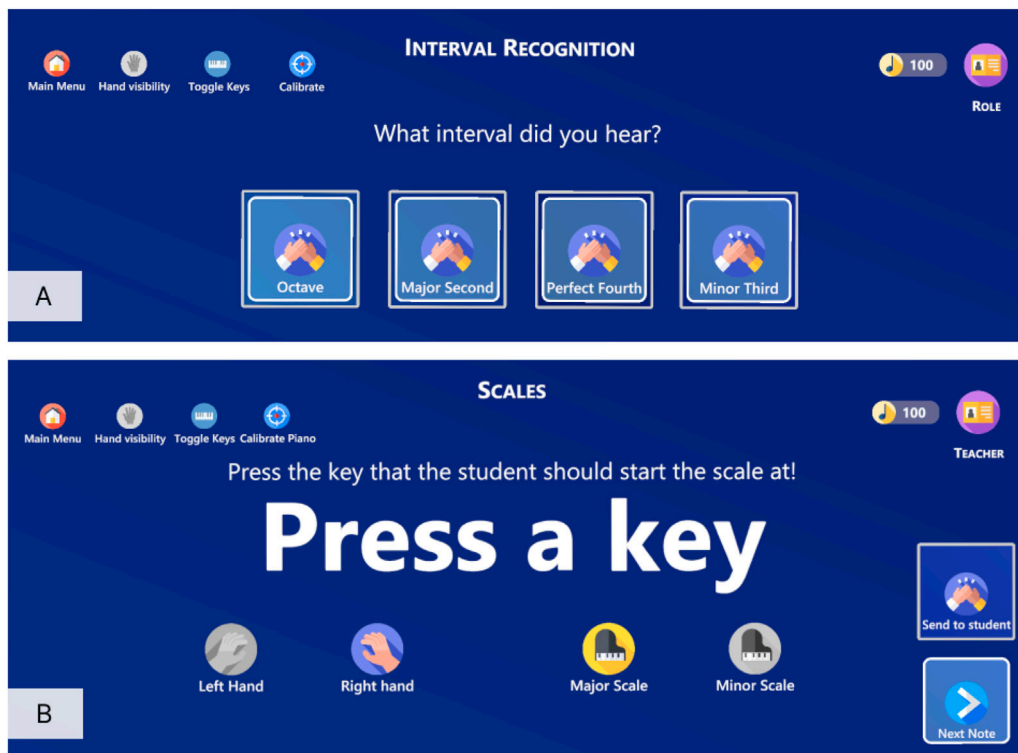 INTERVAL RECOGNITION
Main Menu
Hand visibility
Toggle Keys
Calibrate
100
ROLE
What interval did you hear?
Octave
Major Second
Perfect Fourth
Minor Third
A
SCALES
Main Menu
Hand visibility
Toggle Keys
Calibrate Piano
100
TEACHER
Press the key that the student should start the scale at!
Press a key
Send to student
Left Hand
Right hand
Major Scale
Minor Scale
B
Next Note